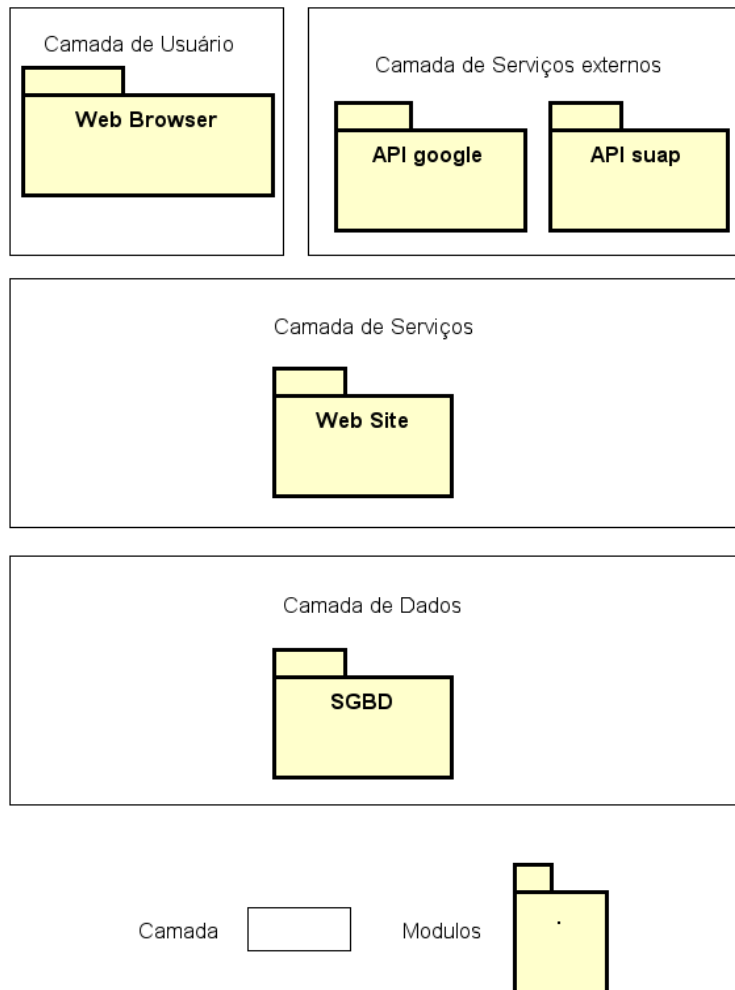 Camada de Usuário
Web Browser
Camada de Serviços externos
API google
API suap
Camada de Serviços
Web Site
Camada de Dados
SGBD
Camada
Modulos
.